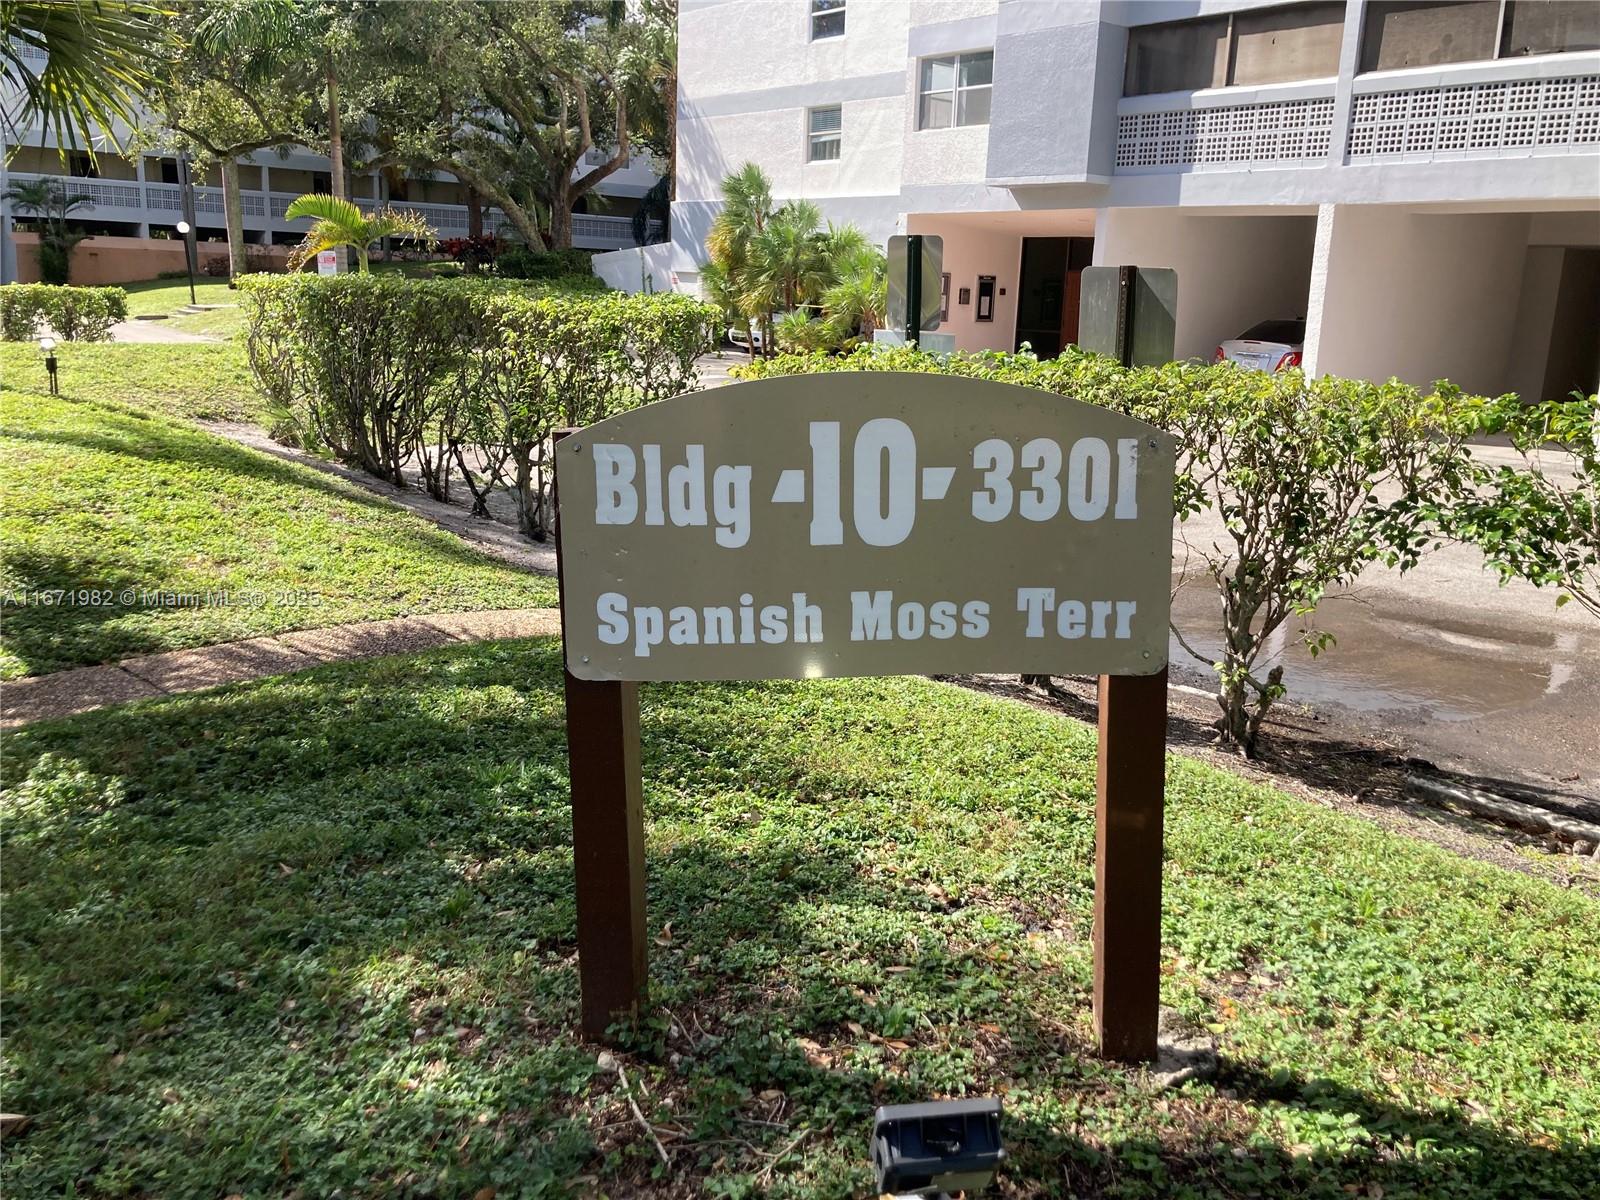 Bldg -10- 3301
Spanish Moss Terr
A11671982 © Miami MLS® 2025